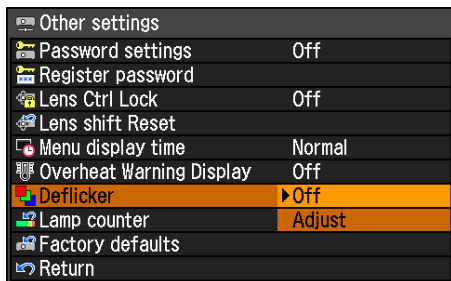 Other settings
Password settings Off
Register password
Lens Ctrl Lock Off
Lens shift Reset
Menu display time Normal
Overheat Warning Display Off
Deflicker Off
Lamp counter Adjust
Factory defaults
Return